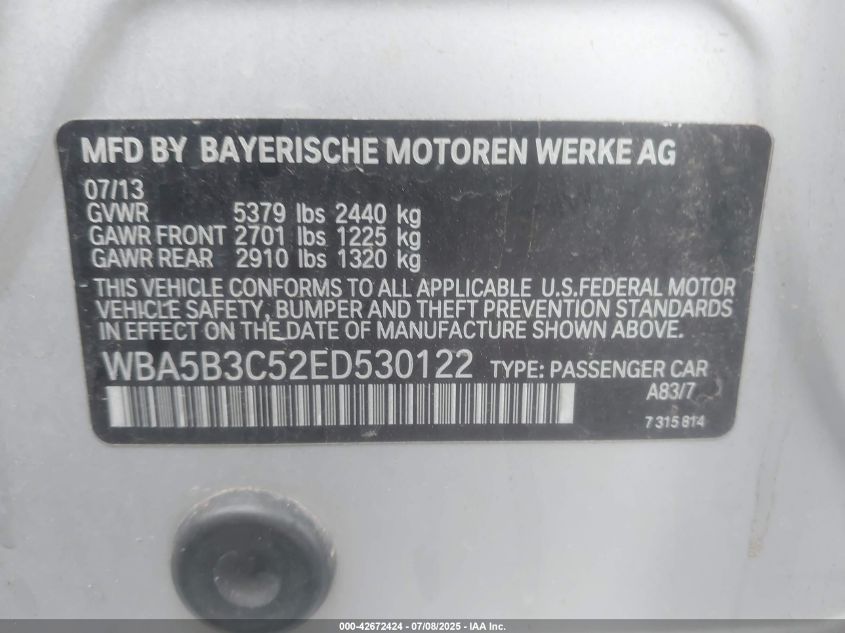 MFD BY BAYERISCHE MOTOREN WERKE AG
07/13
GVWR 5379 lbs 2440 kg
GAWR FRONT 2701 lbs 1225 kg
GAWR REAR 2910 lbs 1320 kg
THIS VEHICLE CONFORMS TO ALL APPLICABLE U.S.FEDERAL MOTOR
VEHICLE SAFETY, BUMPER AND THEFT PREVENTION STANDARDS
IN EFFECT ON THE DATE OF MANUFACTURE SHOWN ABOVE.
WBA5B3C52ED530122 TYPE: PASSENGER CAR
A83/7
7 315 814
000-42672424 - 07/08/2025 - IAA Inc.